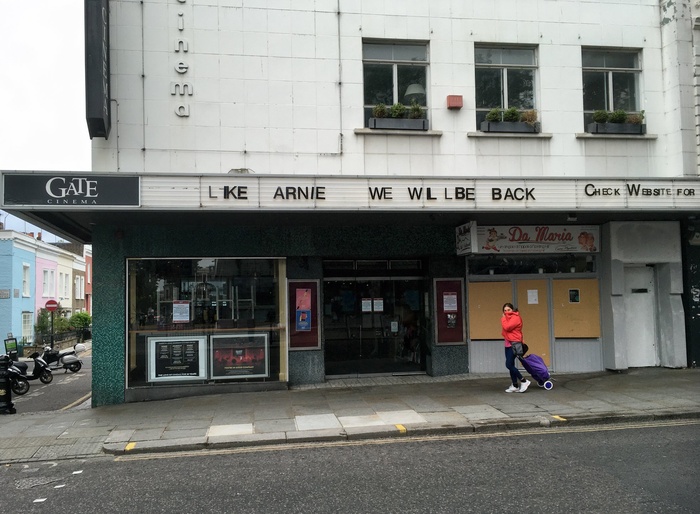 cinema
GATE
CINEMA
LIKE ARNIE WE WILL BE BACK
CHECK WEBSITE FOR
Da Maria